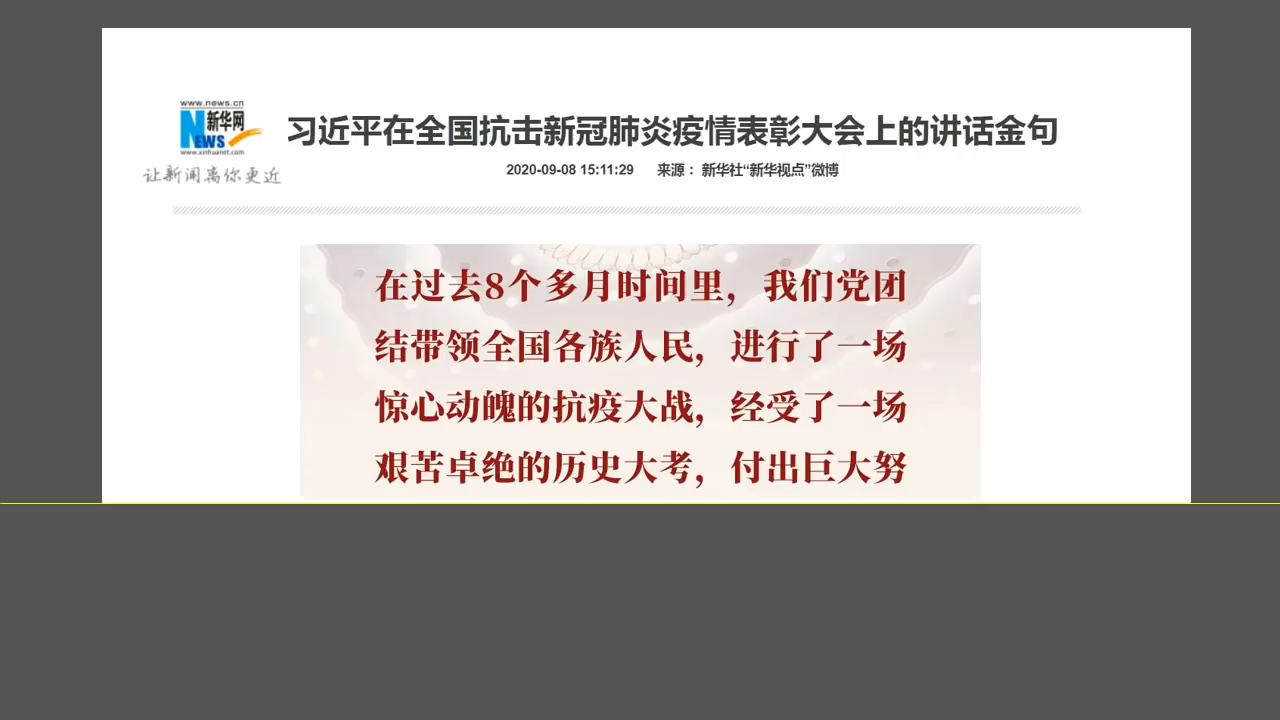 www.news.cn
新华网
NEWS
www.xinhuanet.com
让新闻离你更近
习近平在全国抗击新冠肺炎疫情表彰大会上的讲话金句
2020-09-08 15:11:29 来源： 新华社“新华视点”微博
在过去8个多月时间里，我们党团
结带领全国各族人民，进行了一场
惊心动魄的抗疫大战，经受了一场
艰苦卓绝的历史大考，付出巨大努